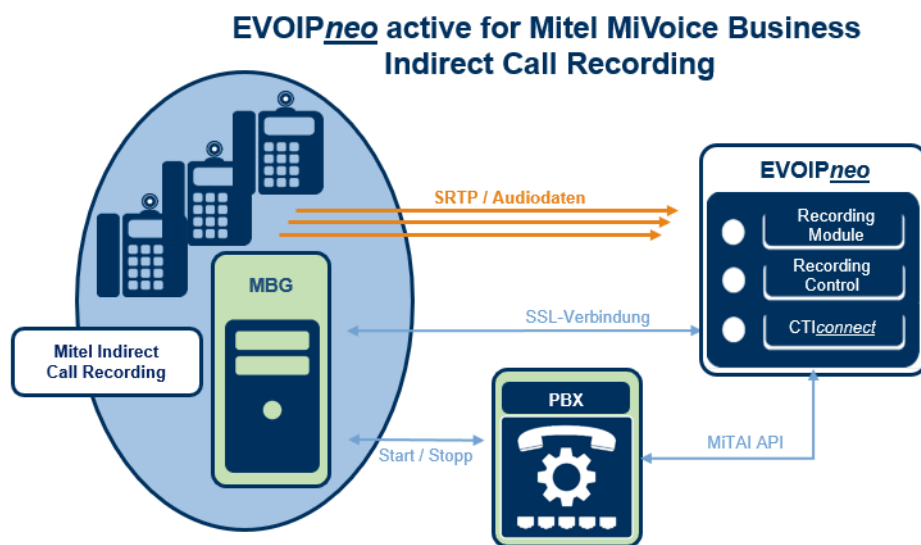 EVOIPneo active for Mitel MiVoice Business
Indirect Call Recording
SRTP / Audiodaten
EVOIPneo
Recording
Module
Recording
Control
CTIconnect
MBG
SSL-Verbindung
Mitel Indirect
Call Recording
PBX
Start / Stopp
MiTAI API